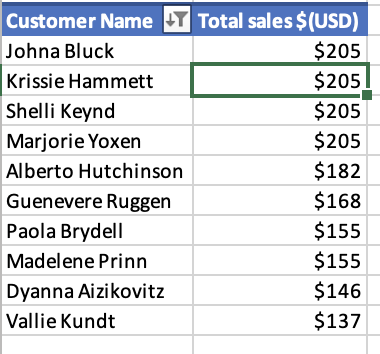 Customer Name Total sales $(USD)
Johna Bluck $205
Krissie Hammett $205
Shelli Keynd $205
Marjorie Yoxen $205
Alberto Hutchinson $182
Guenevere Ruggen $168
Paola Brydell $155
Madelene Prinn $155
Dyanna Aizikovitz $146
Vallie Kundt $137